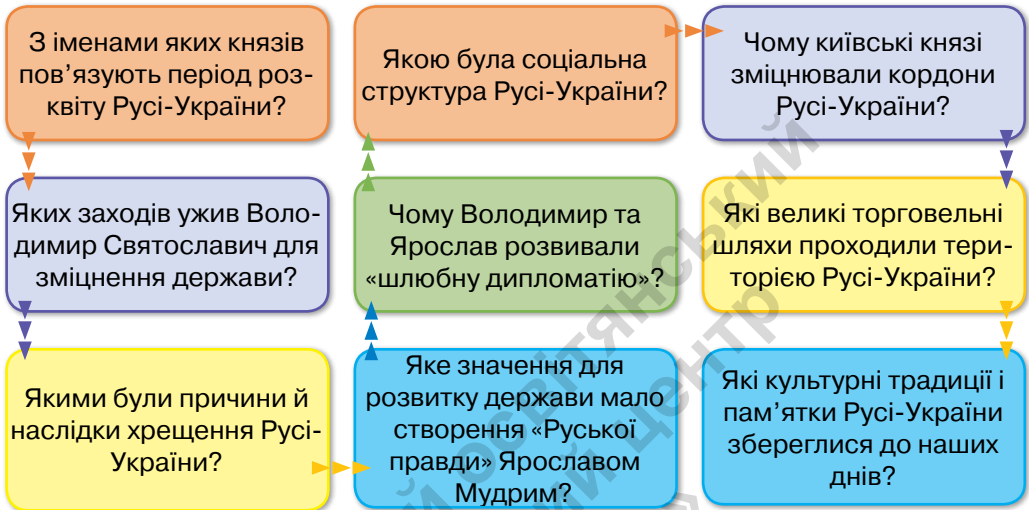 З іменами яких князів
пов’язують період роз-
квіту Русі-України?
Яких заходів ужив Воло-
димир Святославич для
зміцнення держави?
Якими були причини й
наслідки хрещення Русі-
України?
Яке значення для
розвитку держави мало
створення «Руської
правди» Ярославом
Мудрим?
Чому Володимир та
Ярослав розвивали
«шлюбну дипломатію»?
Якою була соціальна
структура Русі-України?
Чому київські князі
зміцнювали кордони
Русі-України?
Які великі торговельні
шляхи проходили тери-
торією Русі-України?
Які культурні традиції і
пам’ятки Русі-України
збереглися до наших
днів?
освітянський
центр